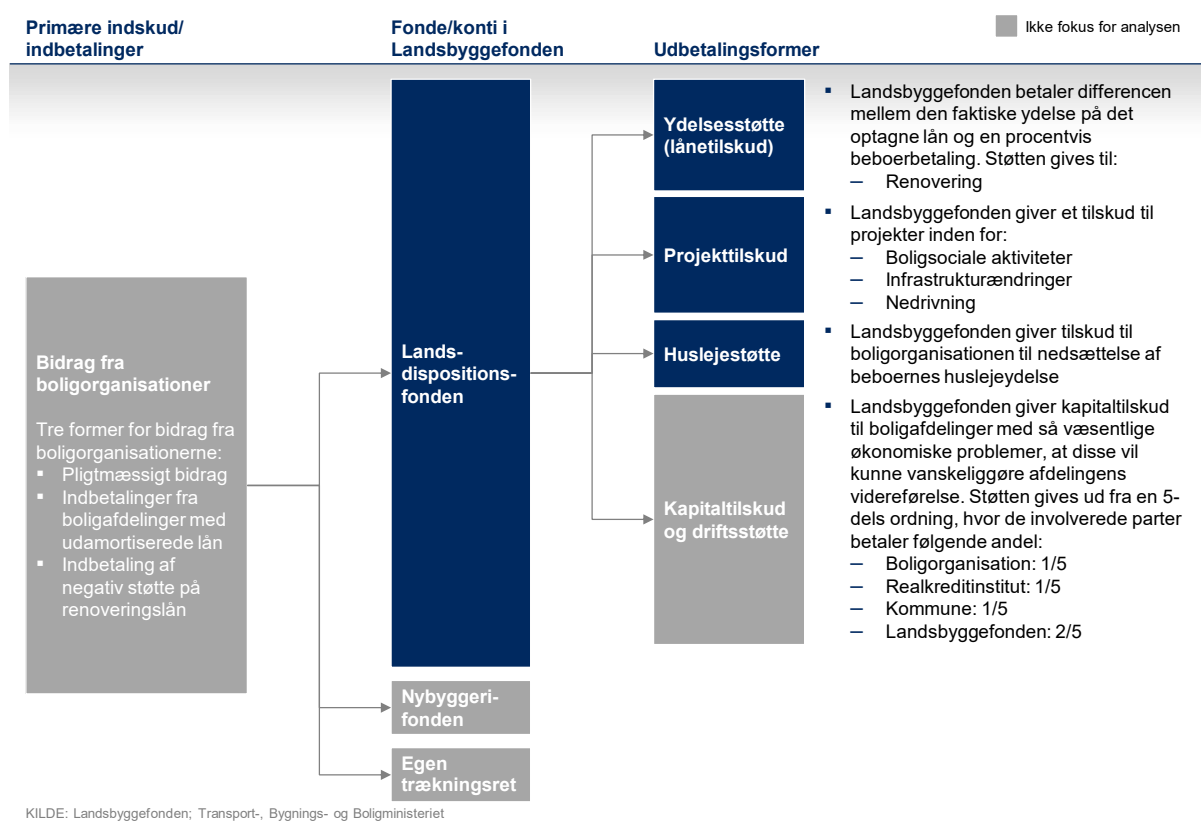 Primære indskud/
indbetalinger
Fonde/konti i
Landsbyggefonden
Udbetalingsformer
Ikke fokus for analysen
Bidrag fra
boligorganisationer
Tre former for bidrag fra
boligorganisationerne:
▪ Pligtmæssigt bidrag
▪ Indbetalinger fra
boligafdelinger med
udamortiserede lån
▪ Indbetaling af
negativ støtte på
renoveringslån
Lands-
dispositions-
fonden
Nybyggeri-
fonden
Egen
trækningsret
Ydelsesstøtte
(lånetilskud)
▪ Landsbyggefonden betaler differencen
mellem den faktiske ydelse på det
optagne lån og en procentvis
beboerbetaling. Støtten gives til:
– Renovering
Projekttilskud
▪ Landsbyggefonden giver et tilskud til
projekter inden for:
– Boligsociale aktiviteter
– Infrastrukturændringer
– Nedrivning
Huslejestøtte
▪ Landsbyggefonden giver tilskud til
boligorganisationen til nedsættelse af
beboernes huslejeydelse
Kapitaltilskud
og driftsstøtte
▪ Landsbyggefonden giver kapitaltilskud
til boligafdelinger med så væsentlige
økonomiske problemer, at disse vil
kunne vanskeliggøre afdelingens
videreførelse. Støtten gives ud fra en 5-
dels ordning, hvor de involverede parter
betaler følgende andel:
– Boligorganisation: 1/5
– Realkreditinstitut: 1/5
– Kommune: 1/5
– Landsbyggefonden: 2/5
KILDE: Landsbyggefonden; Transport-, Bygnings- og Boligministeriet